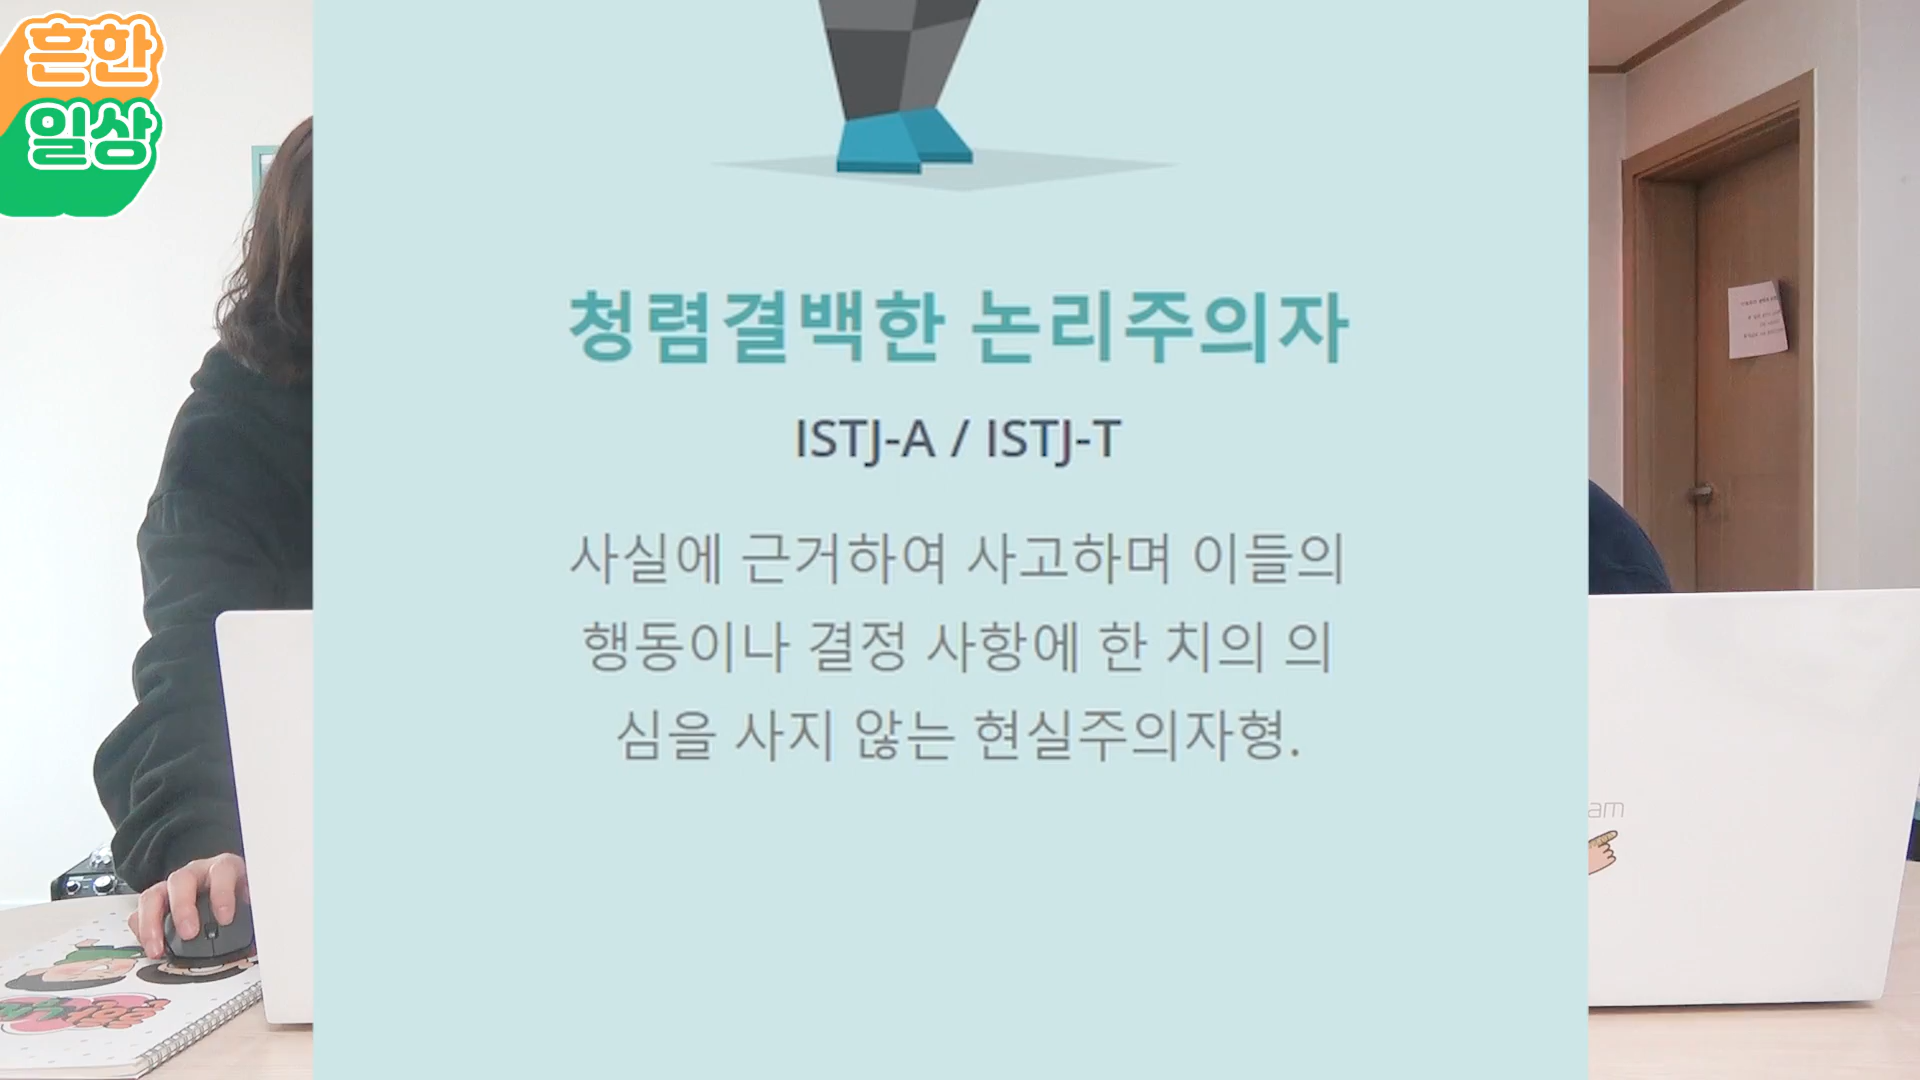 흔한
일상
청렴결백한 논리주의자
ISTJ-A / ISTJ-T
사실에 근거하여 사고하며 이들의
행동이나 결정 사항에 한 치의 의
심을 사지 않는 현실주의자형.
am